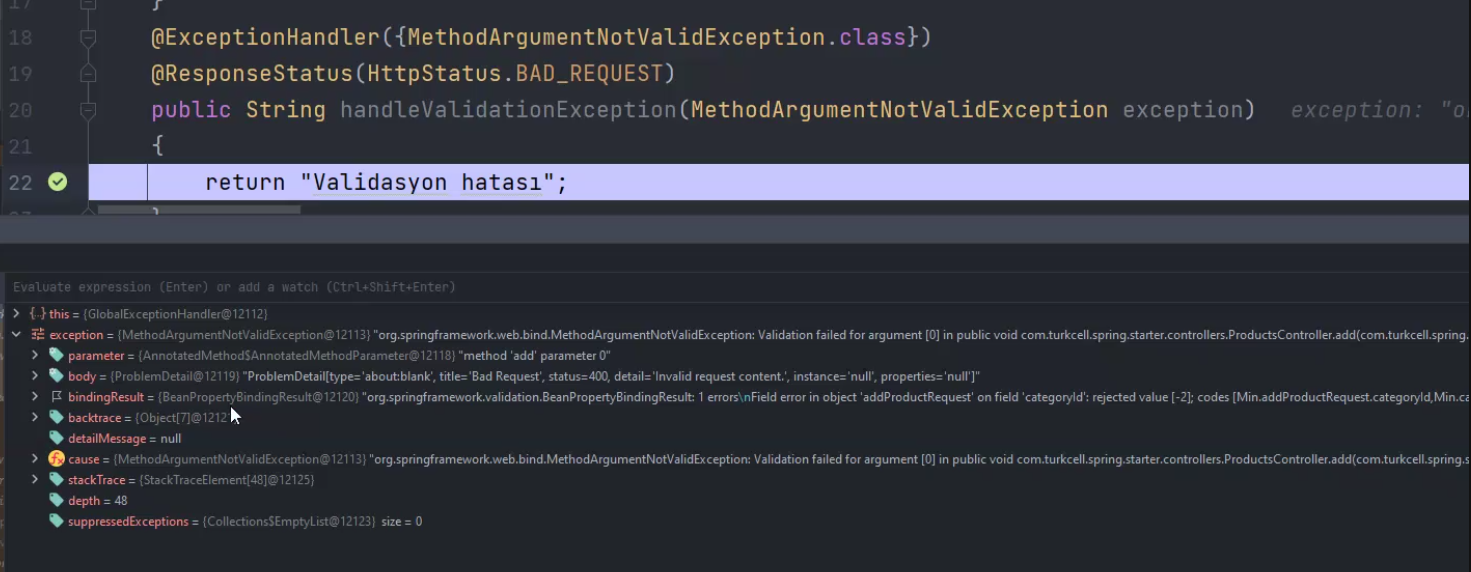 17 }
18 @ExceptionHandler({MethodArgumentNotValidException.class})
19 @ResponseStatus(HttpStatus.BAD_REQUEST)
20 public String handleValidationException(MethodArgumentNotValidException exception) exception: "o
21 {
22 return "Validasyon hatası";
}
Evaluate expression (Enter) or add a watch (Ctrl+Shift+Enter)
this = {GlobalExceptionHandler@12112}
exception = {MethodArgumentNotValidException@12113} "org.springframework.web.bind.MethodArgumentNotValidException: Validation failed for argument [0] in public void com.turkcell.spring.starter.controllers.ProductsController.add(com.turkcell.spring.
parameter = {AnnotatedMethod$AnnotatedMethodParameter@12118} "method 'add' parameter 0"
body = {ProblemDetail@12119} "ProblemDetail[type='about:blank', title='Bad Request', status=400, detail='Invalid request content.', instance='null', properties='null']"
bindingResult = {BeanPropertyBindingResult@12120} "org.springframework.validation.BeanPropertyBindingResult: 1 errors\nField error in object 'addProductRequest' on field 'categoryId': rejected value [-2]; codes [Min.addProductRequest.categoryId,Min.ca
backtrace = {Object[7]@1212
detailMessage = null
cause = {MethodArgumentNotValidException@12113} "org.springframework.web.bind.MethodArgumentNotValidException: Validation failed for argument [0] in public void com.turkcell.spring.starter.controllers.ProductsController.add(com.turkcell.spring.s
stackTrace = {StackTraceElement[48]@12125}
depth = 48
suppressedExceptions = {Collections$EmptyList@12123} size = 0